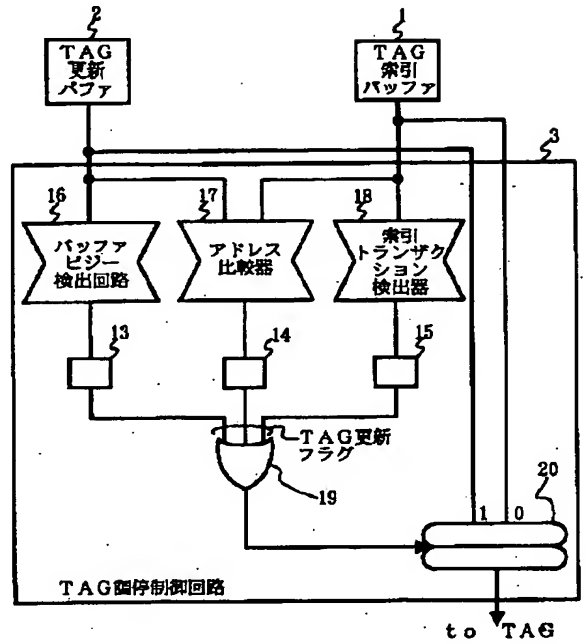 2
TAG
更新
バファ
1
TAG
索引
バッファ
3
16
バッファ
ビジー
検出回路
17
アドレス
比較器
18
索引
トランザク
ション
検出器
13
14
15
TAG更新
フラグ
19
20
1 0
TAG調停制御回路
to TAG